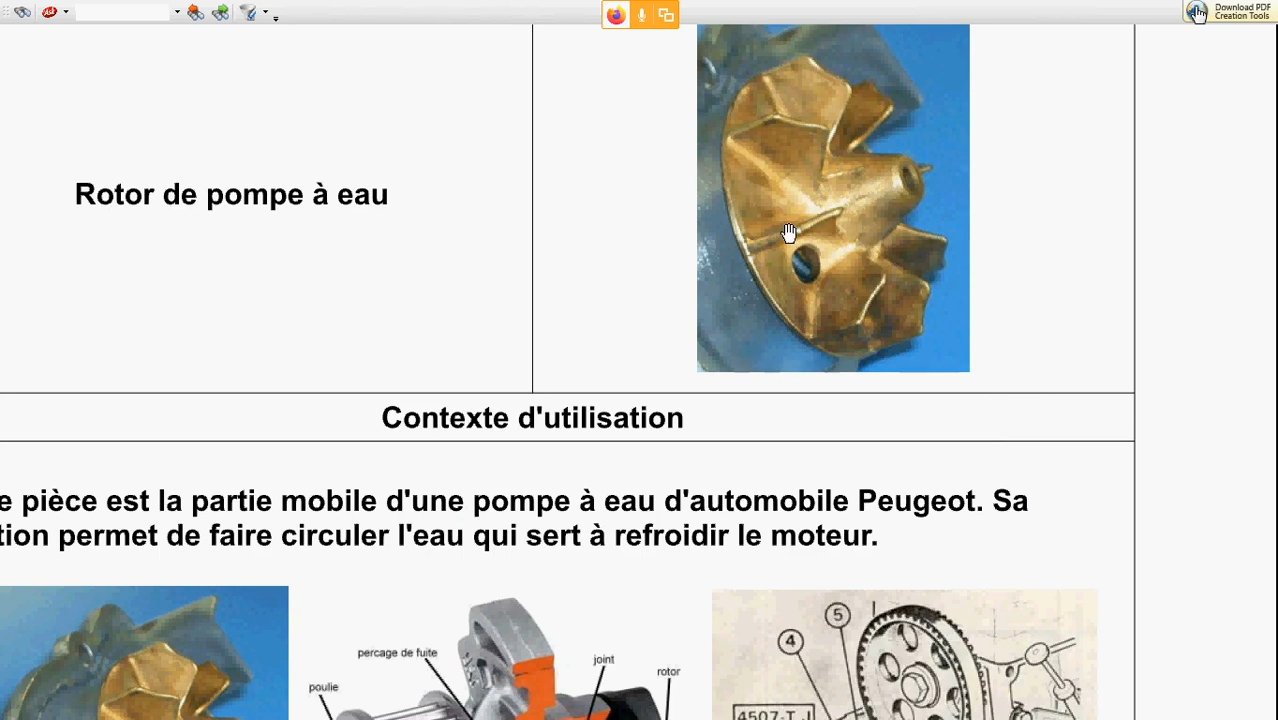 Download PDF
Creation Tools
Rotor de pompe à eau
Contexte d'utilisation
e pièce est la partie mobile d'une pompe à eau d'automobile Peugeot. Sa
tion permet de faire circuler l'eau qui sert à refroidir le moteur.
percage de fuite
joint
rotor
poulie
5
4
4507-T.J